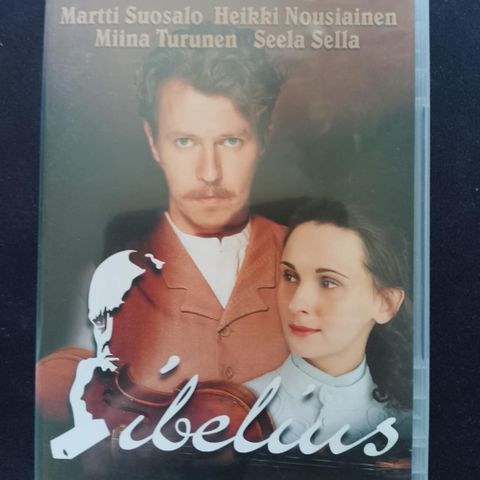 Martti Suosalo Heikki Nousiainen
Miina Turunen Seela Sella
Sibelius